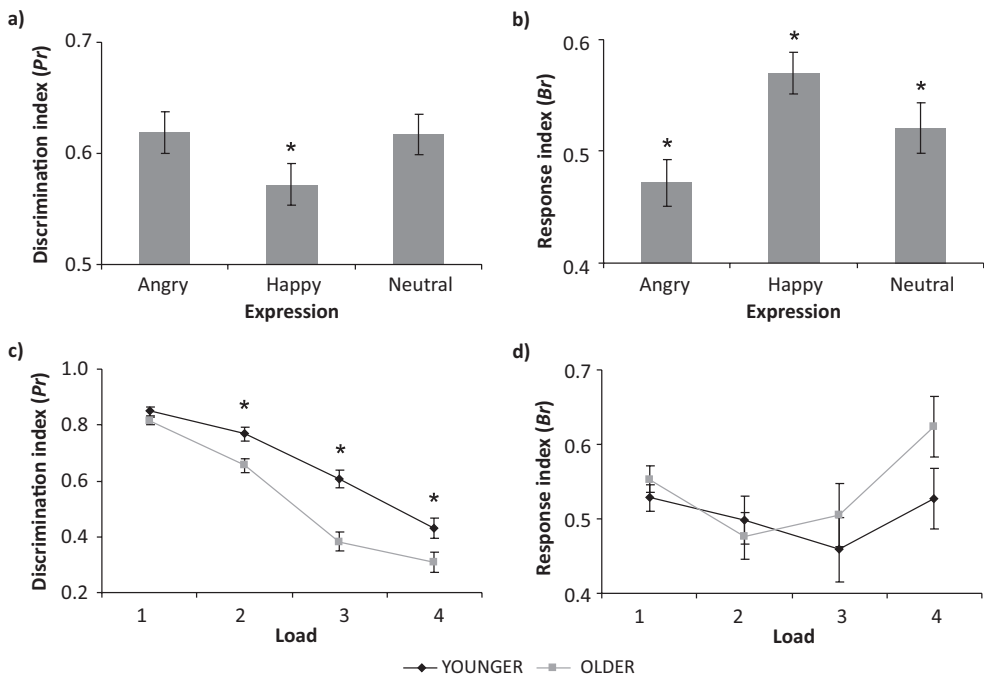 a)
Discrimination index (Pr)
0.7
0.6
0.5
*
Angry Happy Neutral
Expression
b)
Response index (Br)
0.6
0.5
0.4
* * *
Angry Happy Neutral
Expression
c)
Discrimination index (Pr)
1.0
0.8
0.6
0.4
0.2
* * *
1 2 3 4
Load
d)
Response index (Br)
0.7
0.6
0.5
0.4
1 2 3 4
Load
YOUNGER OLDER